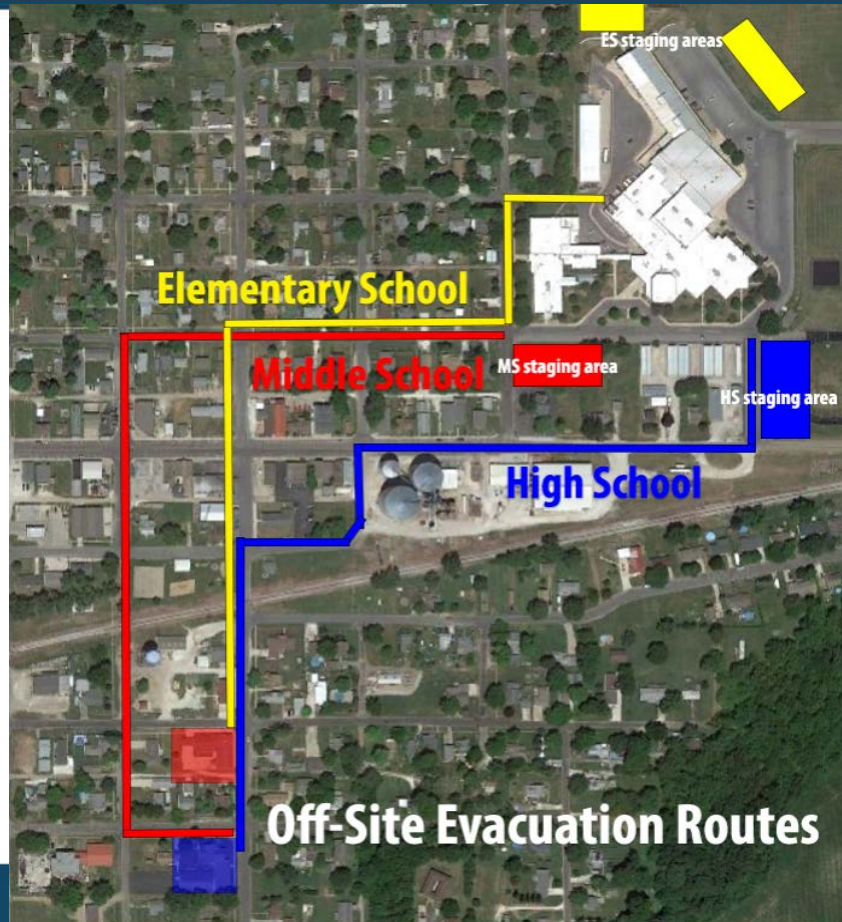 ES staging areas
Elementary School
Middle School
MS staging area
HS staging area
High School
Off-Site Evacuation Routes